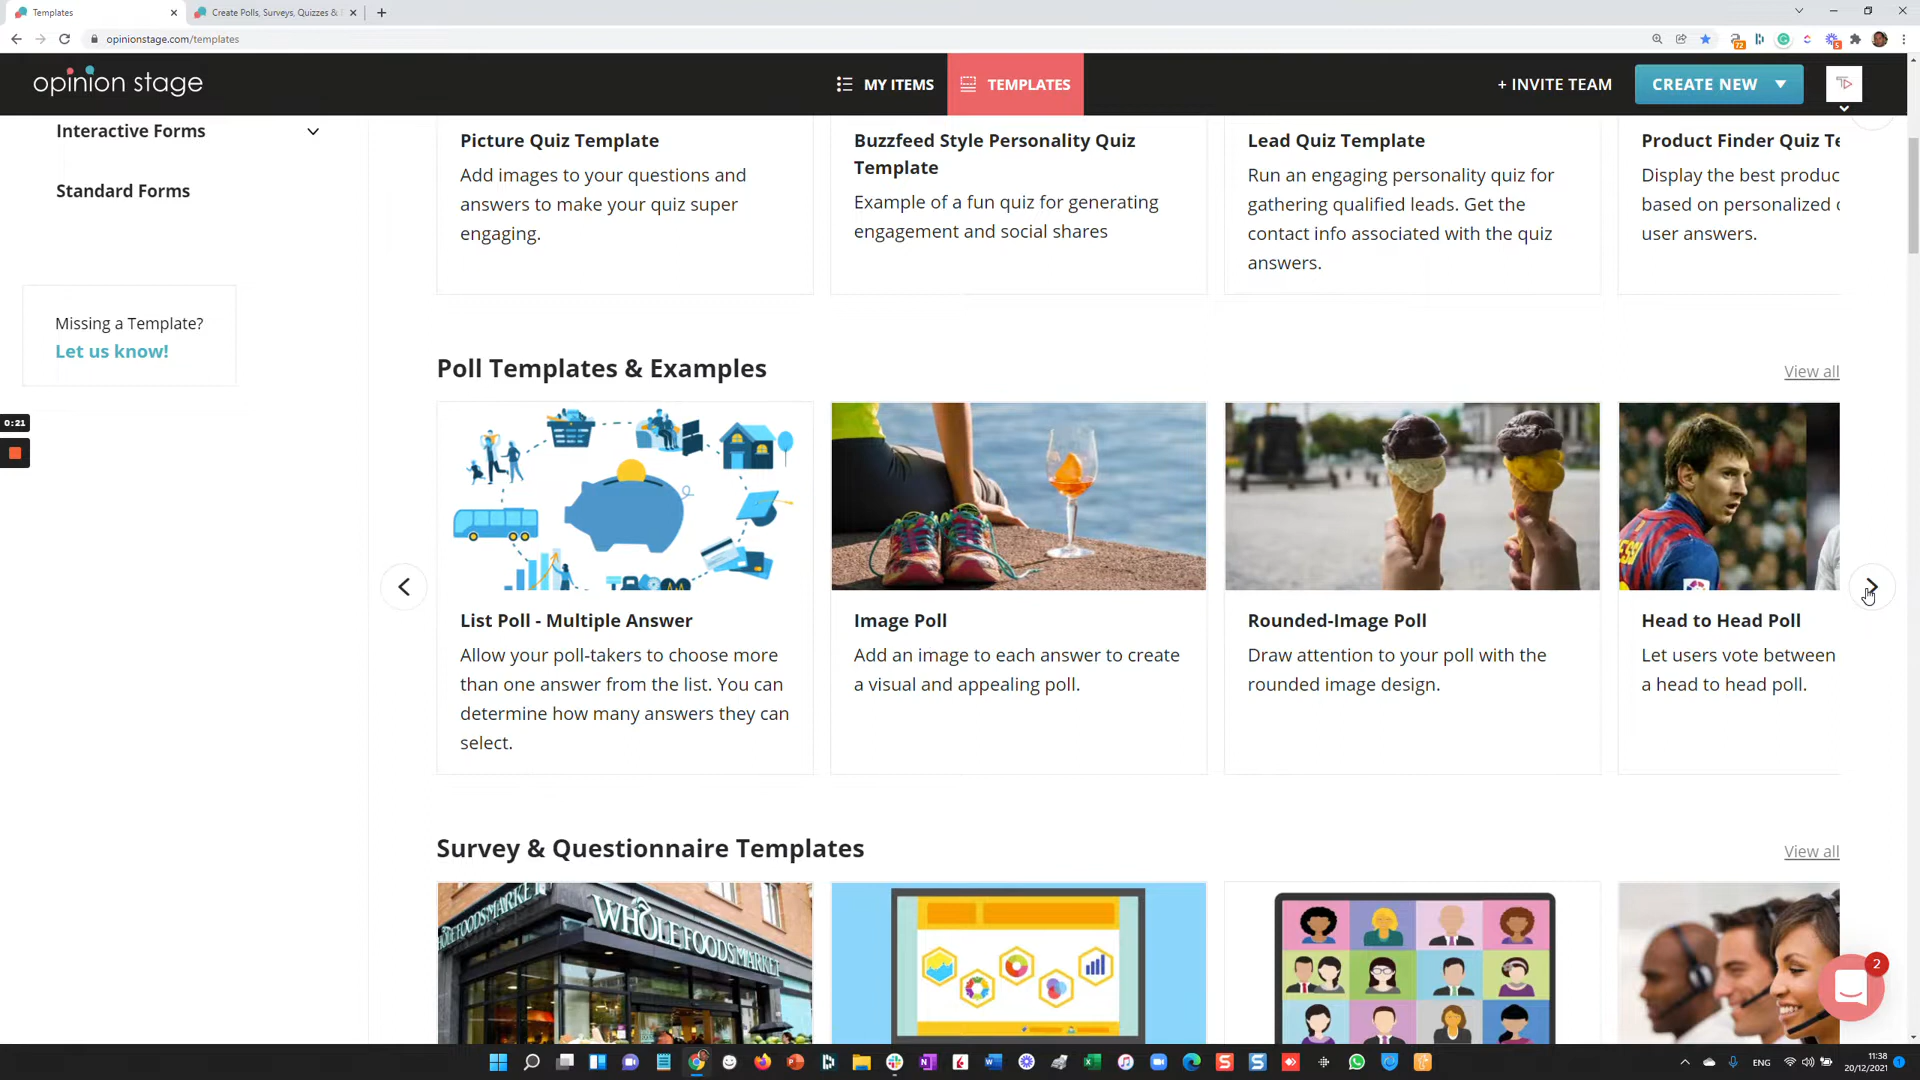 Templates
Create Polls, Surveys, Quizzes &
opinionstage.com/templates
72
5
opinion stage
MY ITEMS
TEMPLATES
+ INVITE TEAM
CREATE NEW
Interactive Forms
Standard Forms
Missing a Template?
Let us know!
0:21
Picture Quiz Template
Add images to your questions and
answers to make your quiz super
engaging.
Buzzfeed Style Personality Quiz
Template
Example of a fun quiz for generating
engagement and social shares
Lead Quiz Template
Run an engaging personality quiz for
gathering qualified leads. Get the
contact info associated with the quiz
answers.
Product Finder Quiz Te
Display the best produc
based on personalized
user answers.
Poll Templates & Examples
View all
List Poll - Multiple Answer
Allow your poll-takers to choose more
than one answer from the list. You can
determine how many answers they can
select.
Image Poll
Add an image to each answer to create
a visual and appealing poll.
Rounded-Image Poll
Draw attention to your poll with the
rounded image design.
Head to Head Poll
Let users vote between
a head to head poll.
Survey & Questionnaire Templates
View all
WHOLE FOODS MARKET
WHOLE FOODS MARKET
2
ENG
11:38
20/12/2021